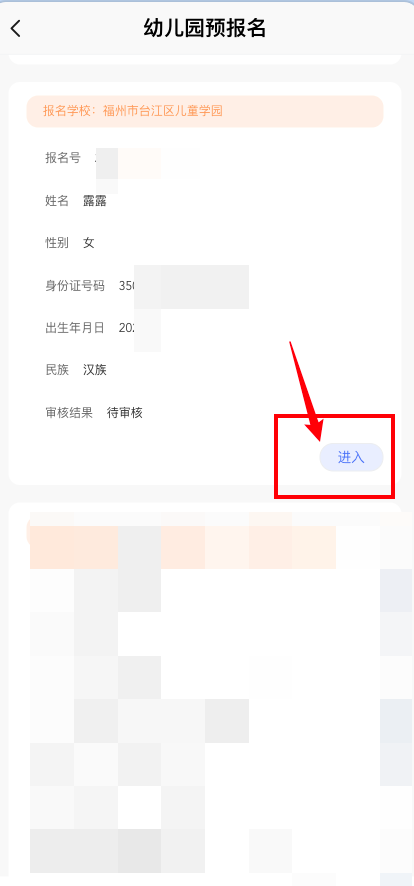 幼儿园预报名
报名学校：福州市台江区儿童学园
报名号
姓名 露露
性别 女
身份证号码 350
出生年月日 202
民族 汉族
审核结果 待审核
进入